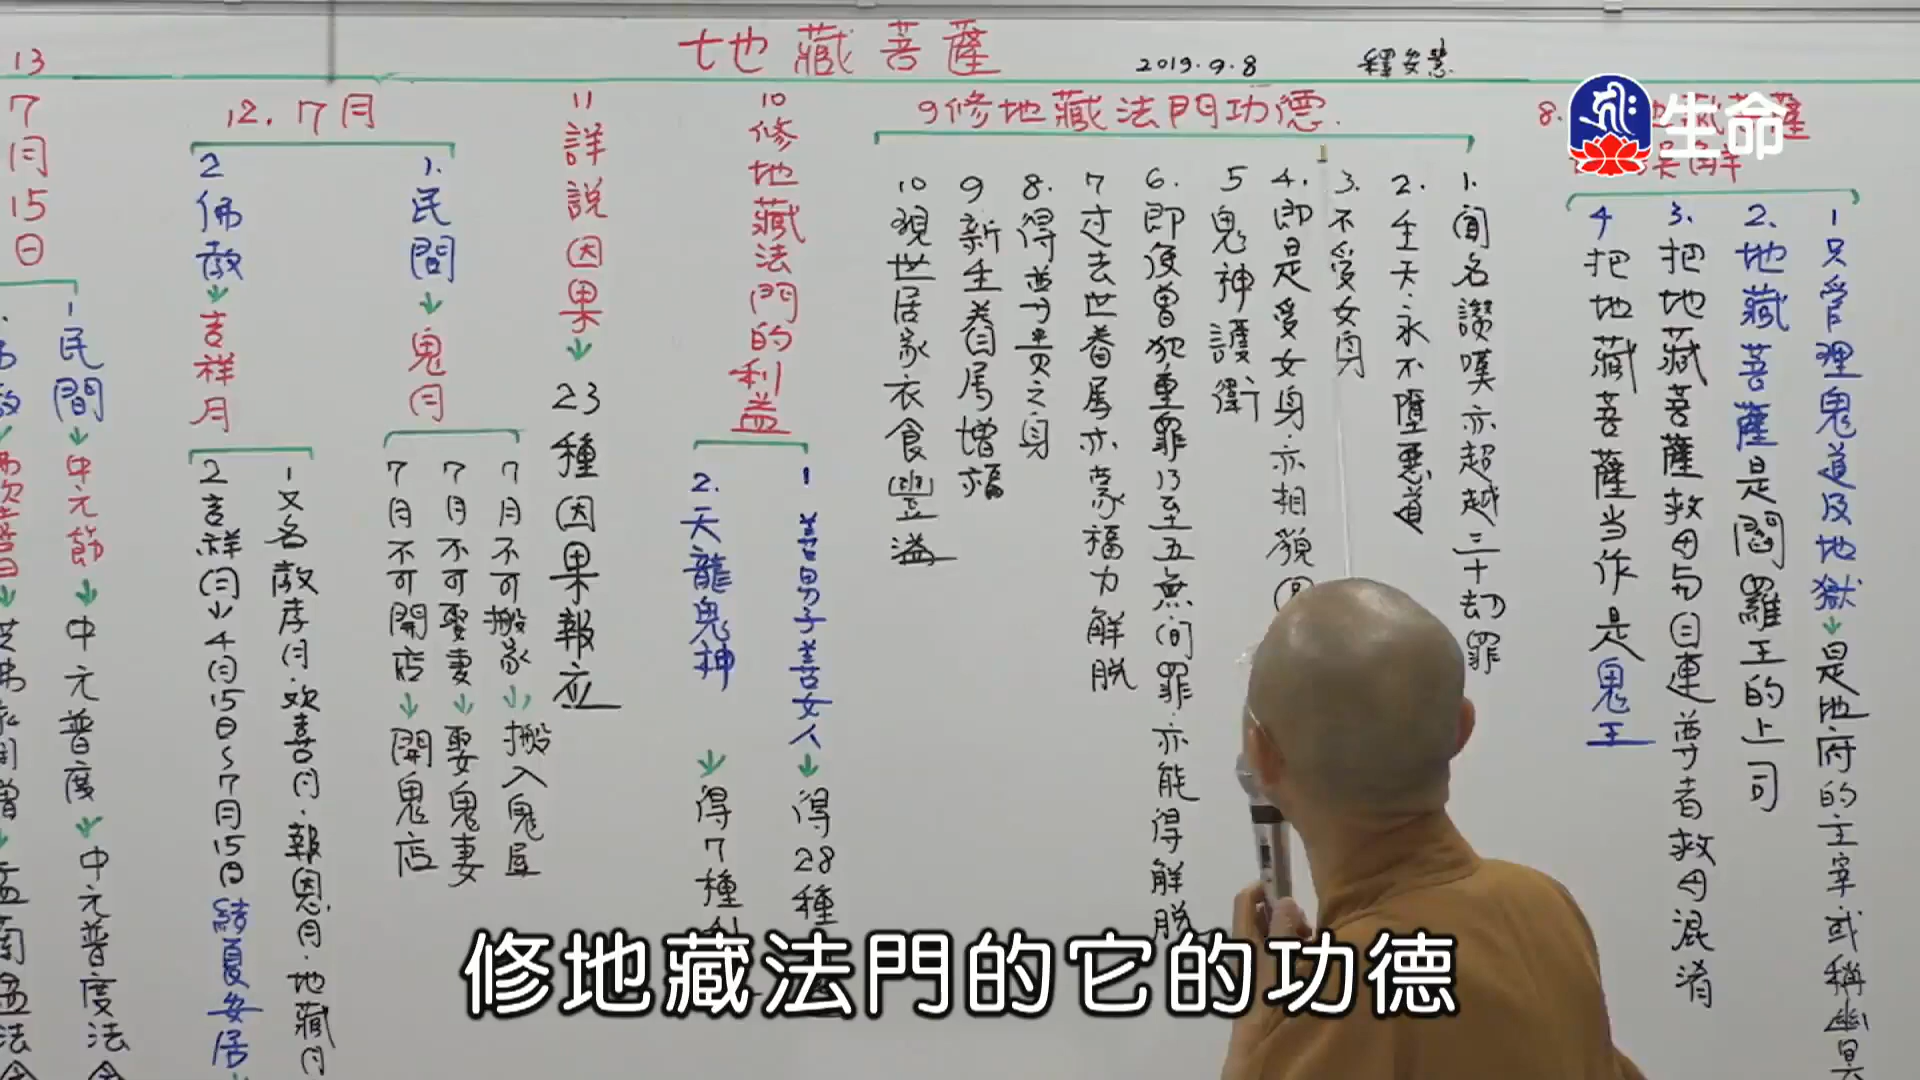 七地藏菩薩
2019.9.8
釋安慧
生命
8.
1只管理鬼道及地獄↓是地府的主宰或稱幽冥
2.地藏菩薩是閻羅王的上司
3.把地藏菩薩救母与目連尊者救母混淆
4把地藏菩薩当作是鬼王
9修地藏法門功德.
1.聞名讚嘆亦超越三十劫罪
2.生天永不墮惡道
3.不受女身
4.即是受女身.亦相貌圓
5鬼神護衛
6.即便曾犯重罪乃至五無间罪.亦能得解脫
7过去世眷属亦蒙福力解脫
8.得尊貴之身
9新生眷属增福
10現世居家衣食豐溢
10修地藏法門的利益
1善男子善女人↓得28種
2.天龍鬼神↓得7種利
11詳説因果↓23種因果報应
12.7月
1.民間↓鬼月
7月不可搬家↓搬入鬼屋
7月不可娶妻↓娶鬼妻
7月不可開店↓開鬼店
2佛教↓吉祥月
1又名教孝月.欢喜月.報恩月.地藏月
2吉祥月↓4月15日~7月15日結夏安居
13
7月15日
1民間↓中元節↓中元普度↓中元普度法会
修地藏法門的它的功德